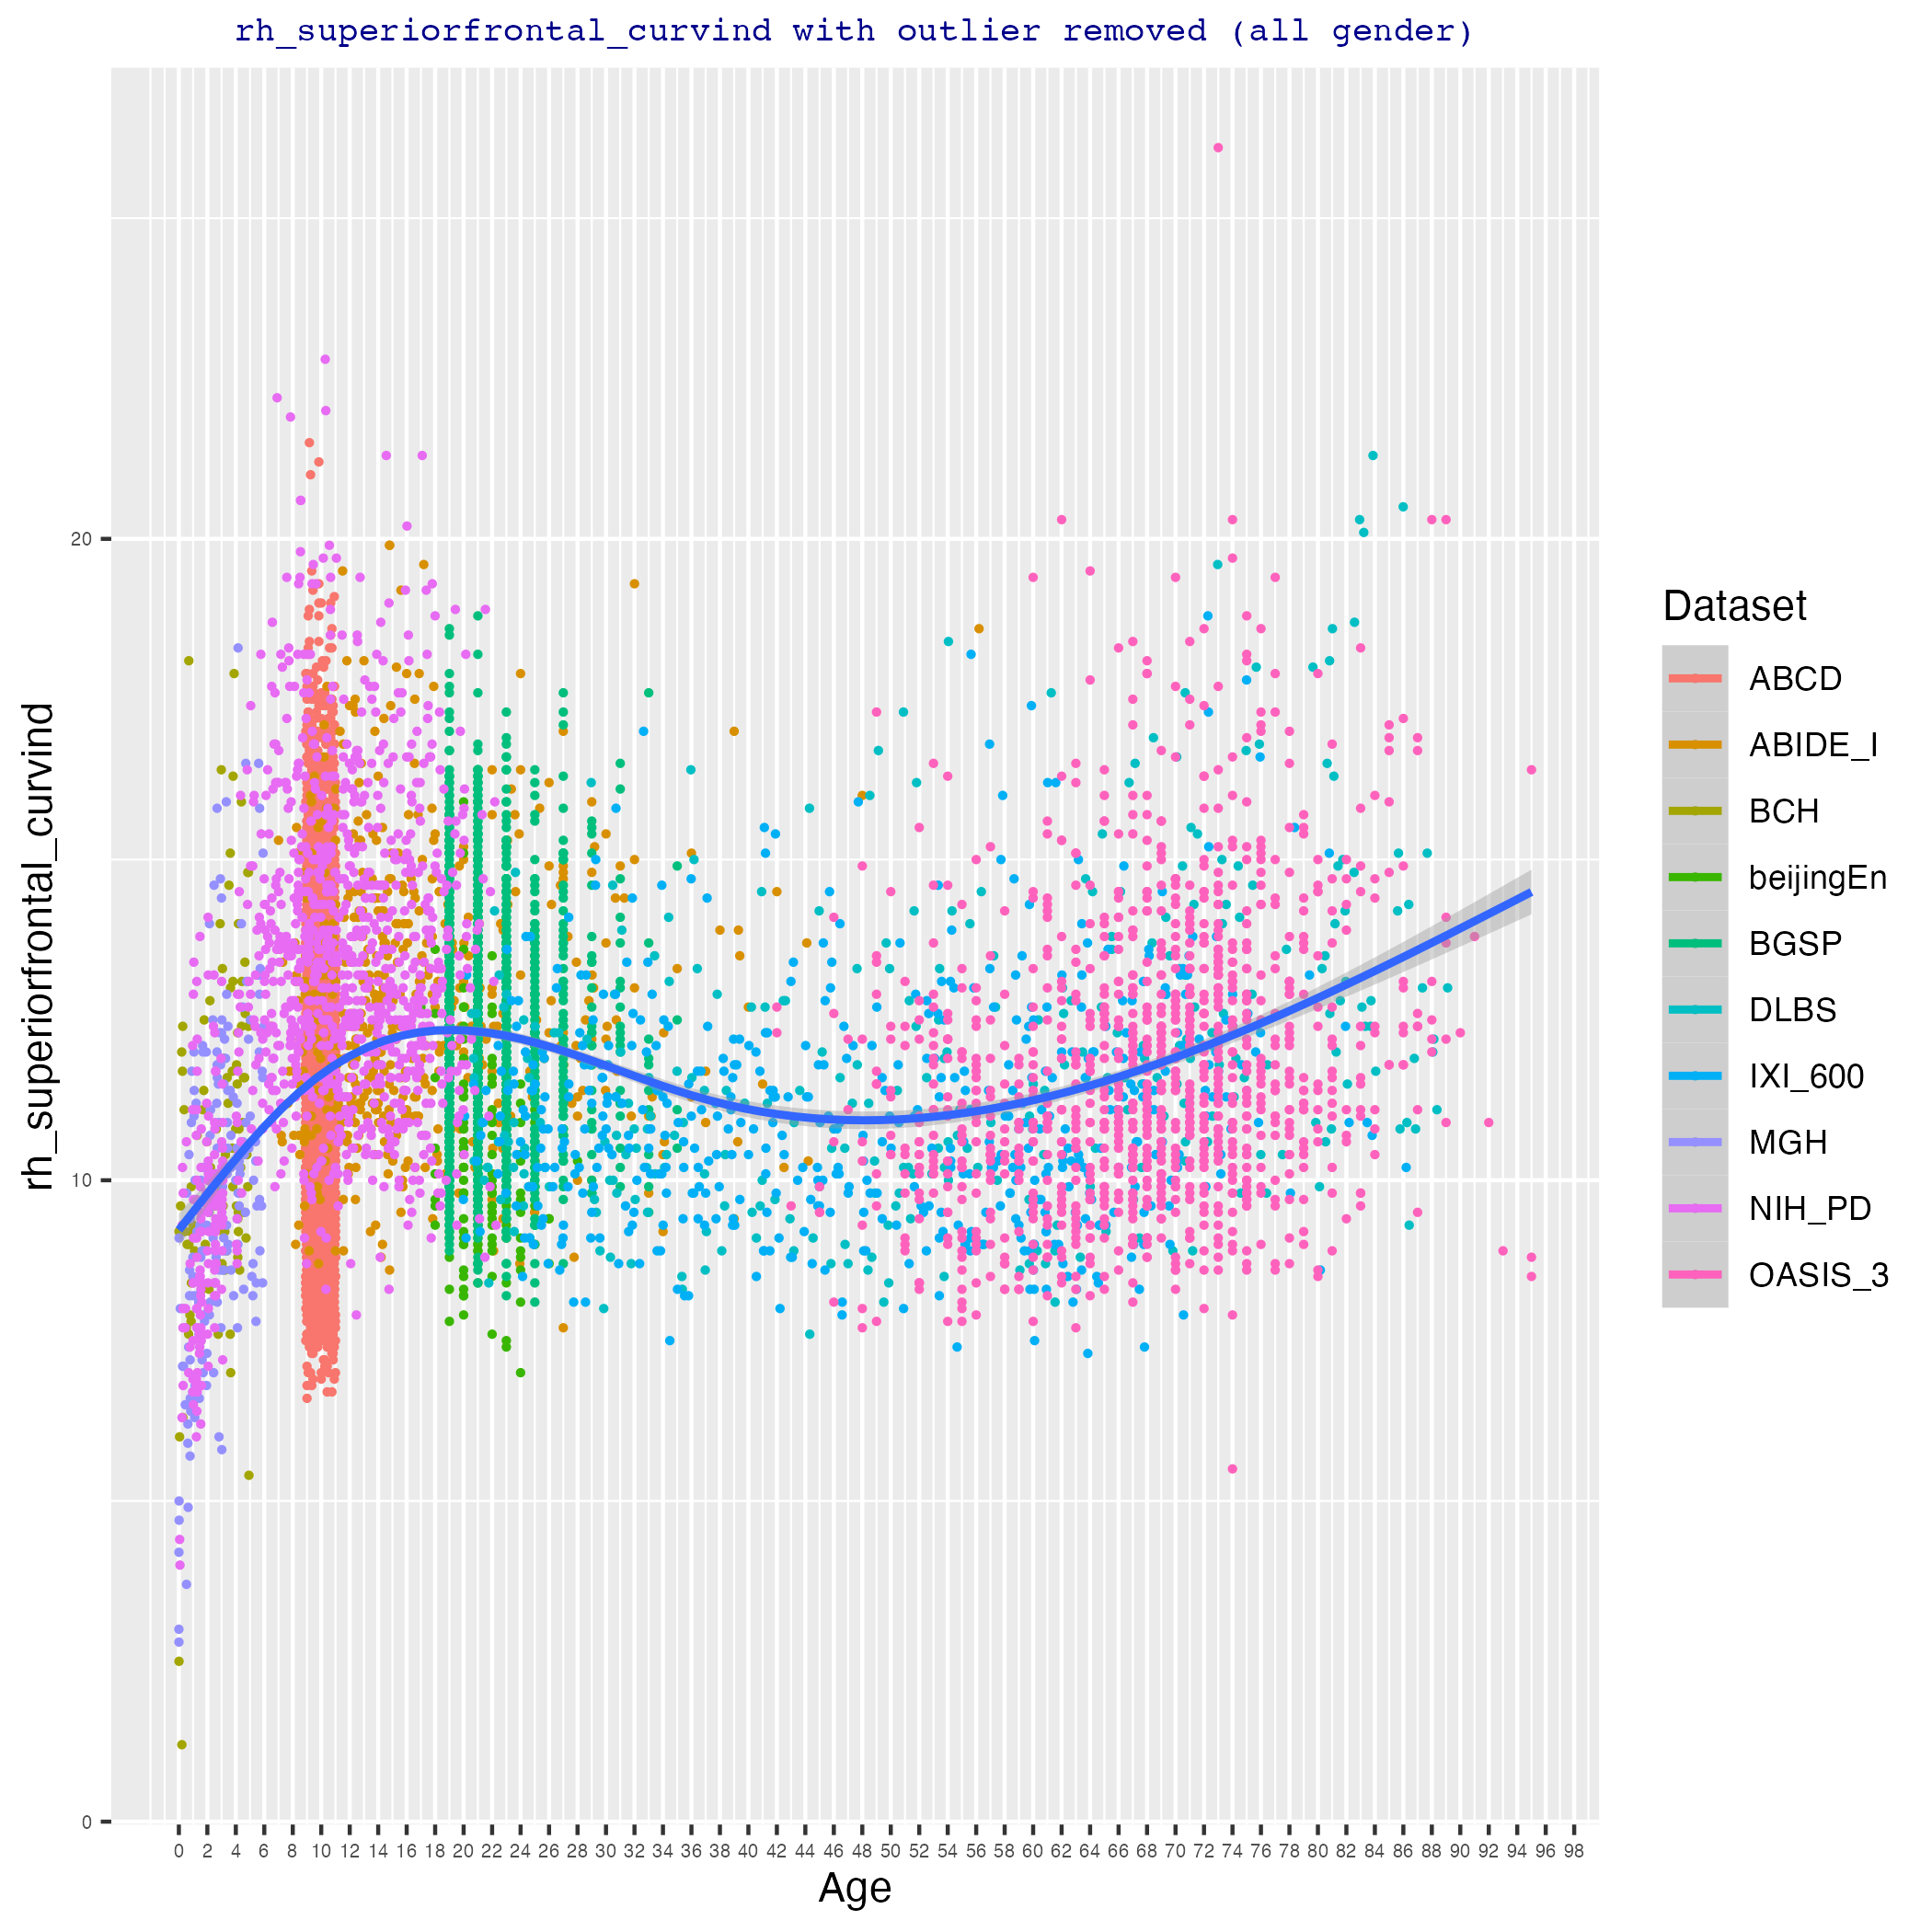 rh_superiorfrontal_curvind with outlier removed (all gender)
rh_superiorfrontal_curvind
20
10
0
0 2 4 6 8 10 12 14 16 18 20 22 24 26 28 30 32 34 36 38 40 42 44 46 48 50 52 54 56 58 60 62 64 66 68 70 72 74 76 78 80 82 84 86 88 90 92 94 96 98
Age
Dataset
ABCD
ABIDE_I
BCH
beijingEn
BGSP
DLBS
IXI_600
MGH
NIH_PD
OASIS_3